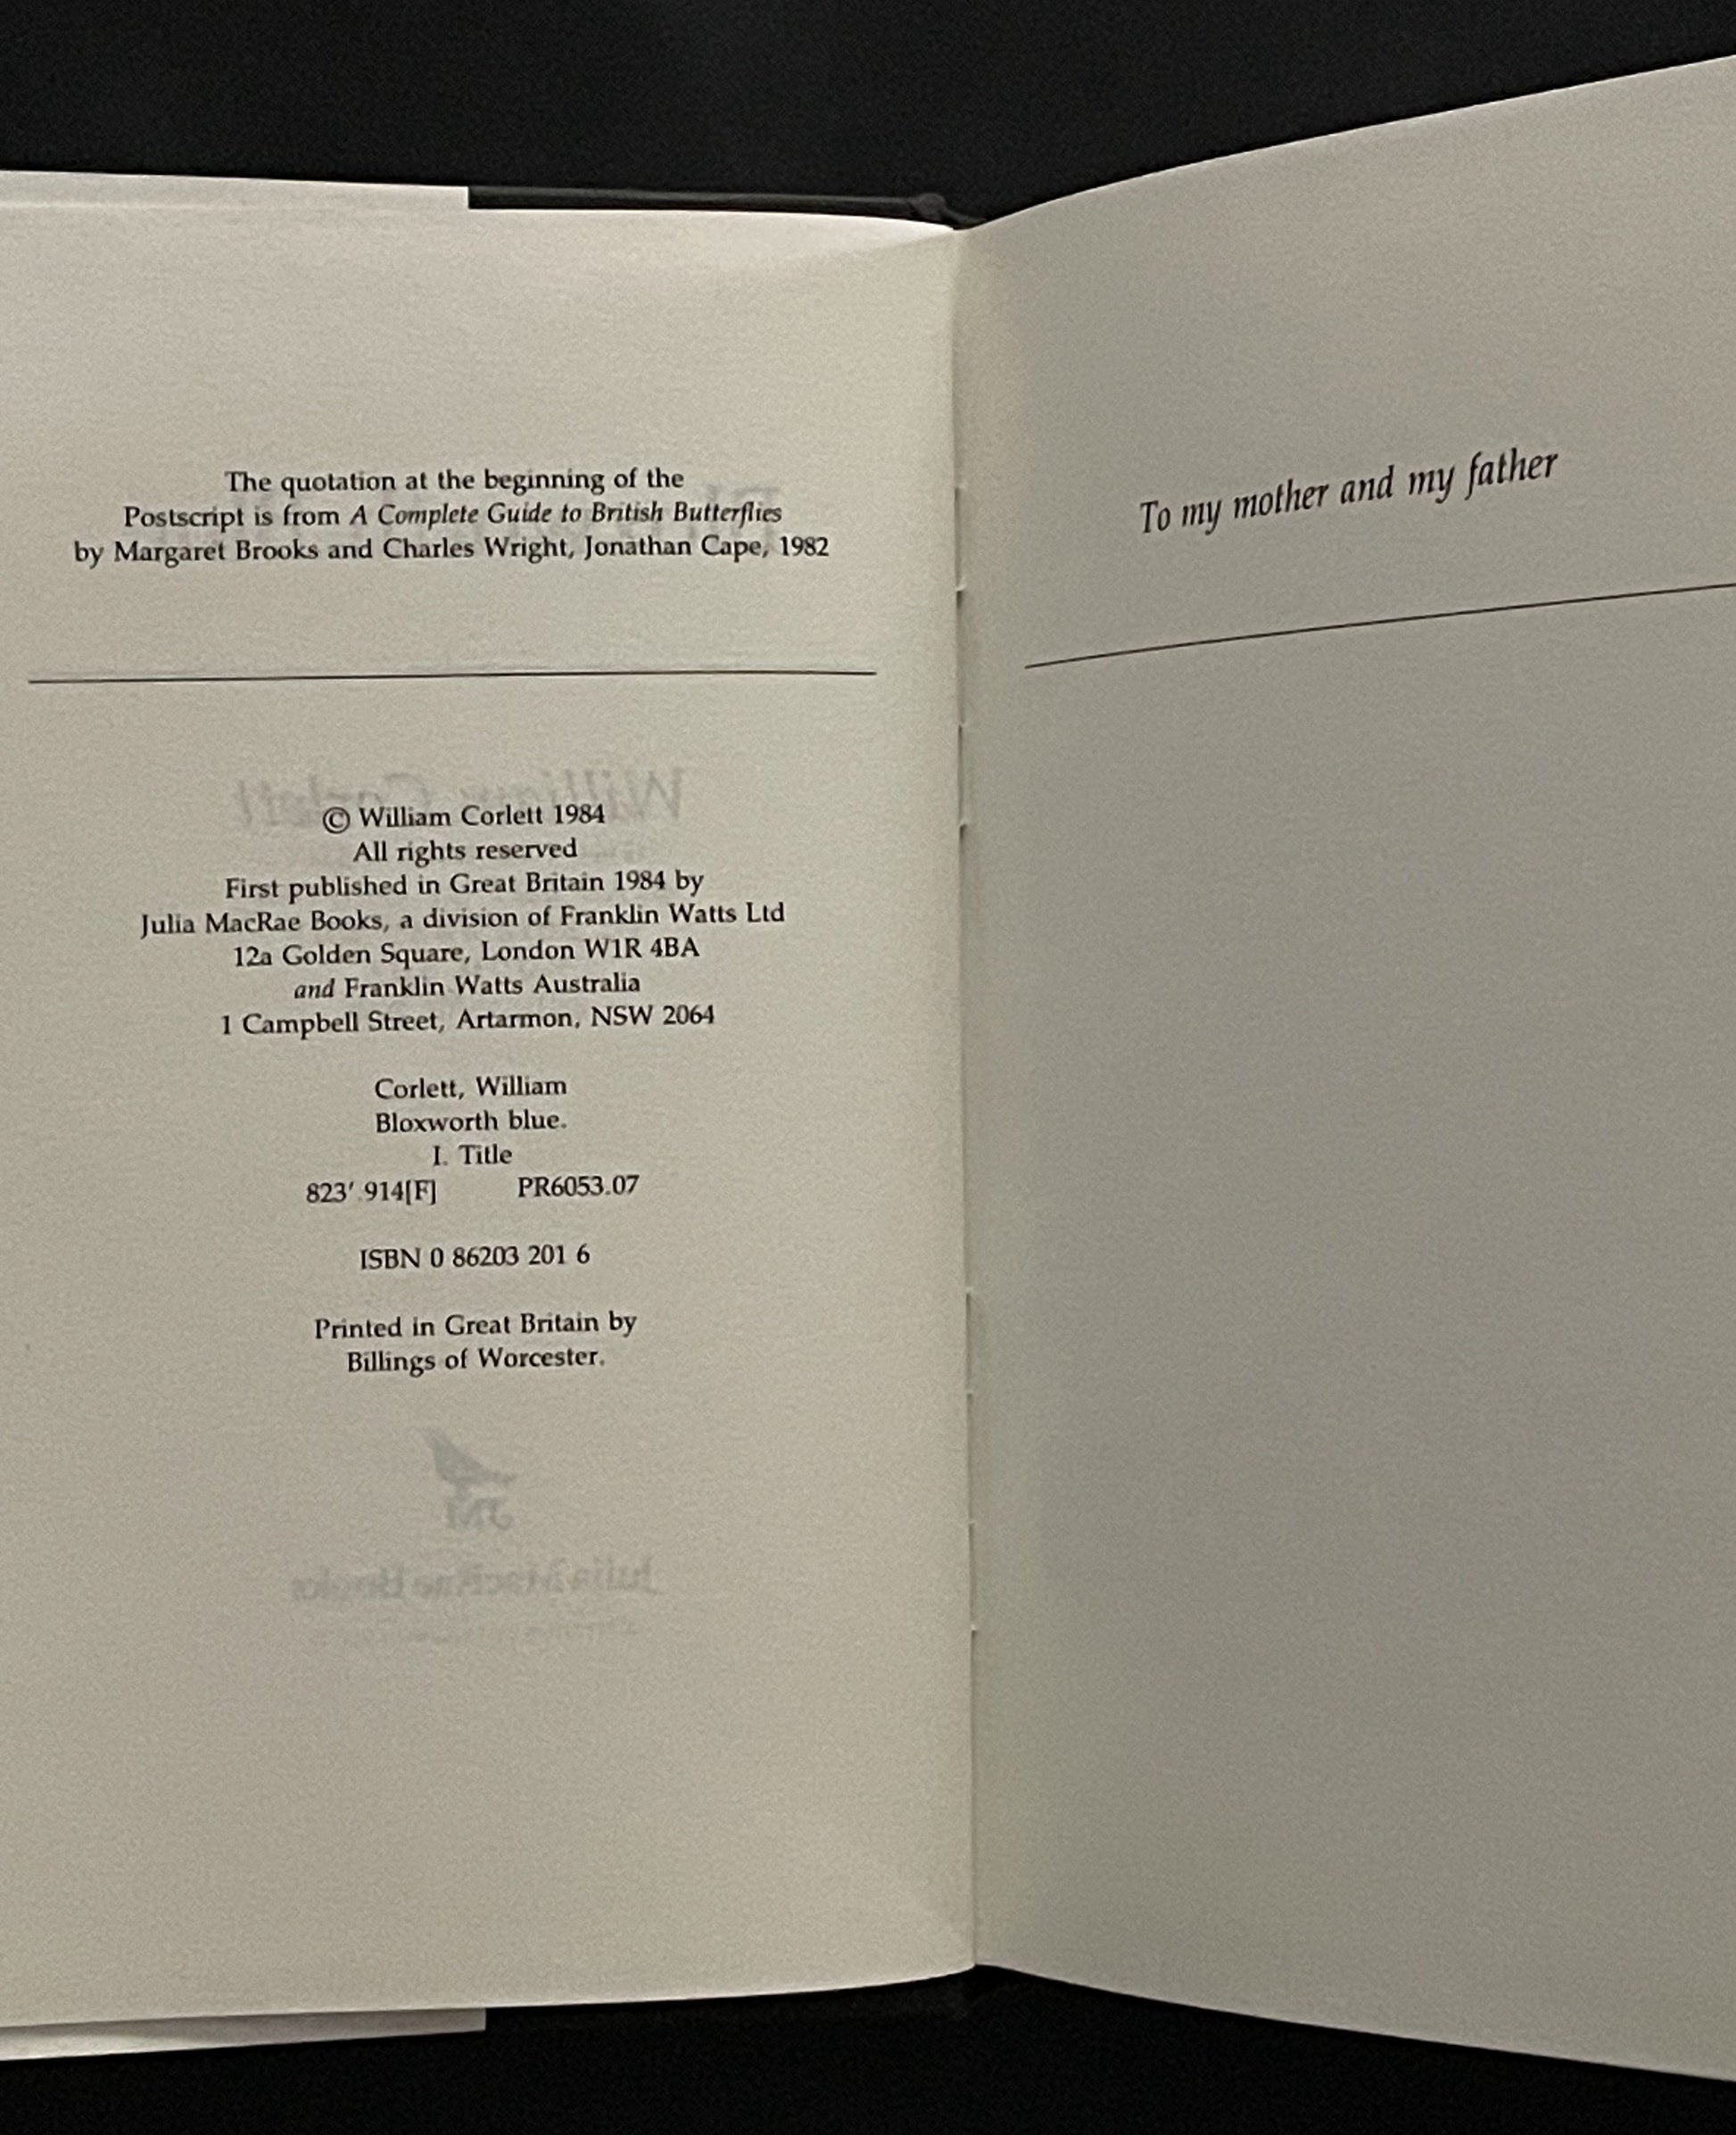 The quotation at the beginning of the
Postscript is from A Complete Guide to British Butterflies
by Margaret Brooks and Charles Wright, Jonathan Cape, 1982
© William Corlett 1984
All rights reserved
First published in Great Britain 1984 by
Julia MacRae Books, a division of Franklin Watts Ltd
12a Golden Square, London W1R 4BA
and Franklin Watts Australia
1 Campbell Street, Artarmon, NSW 2064
Corlett, William
Bloxworth blue.
I. Title
823'.914[F] PR6053.07
ISBN 0 86203 201 6
Printed in Great Britain by
Billings of Worcester.
To my mother and my father